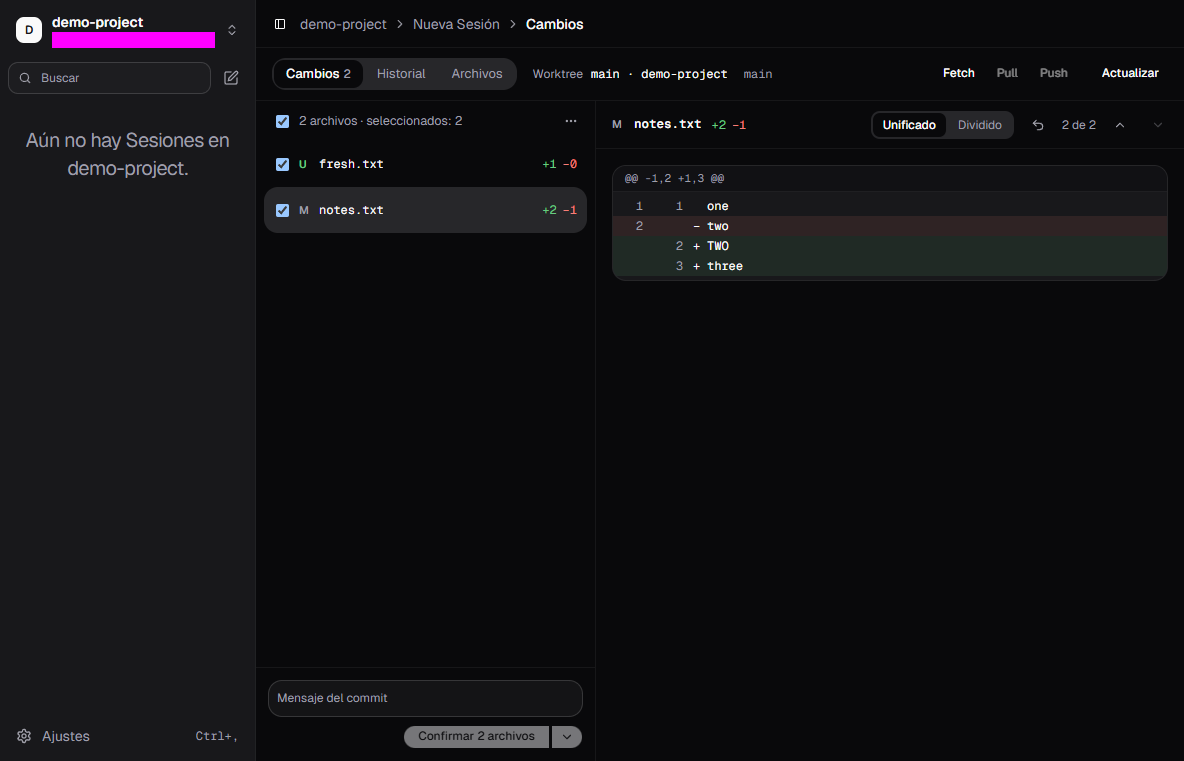 D demo-project
Buscar
Aún no hay Sesiones en
demo-project.
Ajustes Ctrl+,
demo-project > Nueva Sesión > Cambios
Cambios 2 Historial Archivos Worktree main · demo-project main Fetch Pull Push Actualizar
2 archivos · seleccionados: 2 ···
U fresh.txt +1 −0
M notes.txt +2 −1
Mensaje del commit
Confirmar 2 archivos
M notes.txt +2 −1 Unificado Dividido 2 de 2
@@ -1,2 +1,3 @@
1 1 one
2 − two
2 + TWO
3 + three